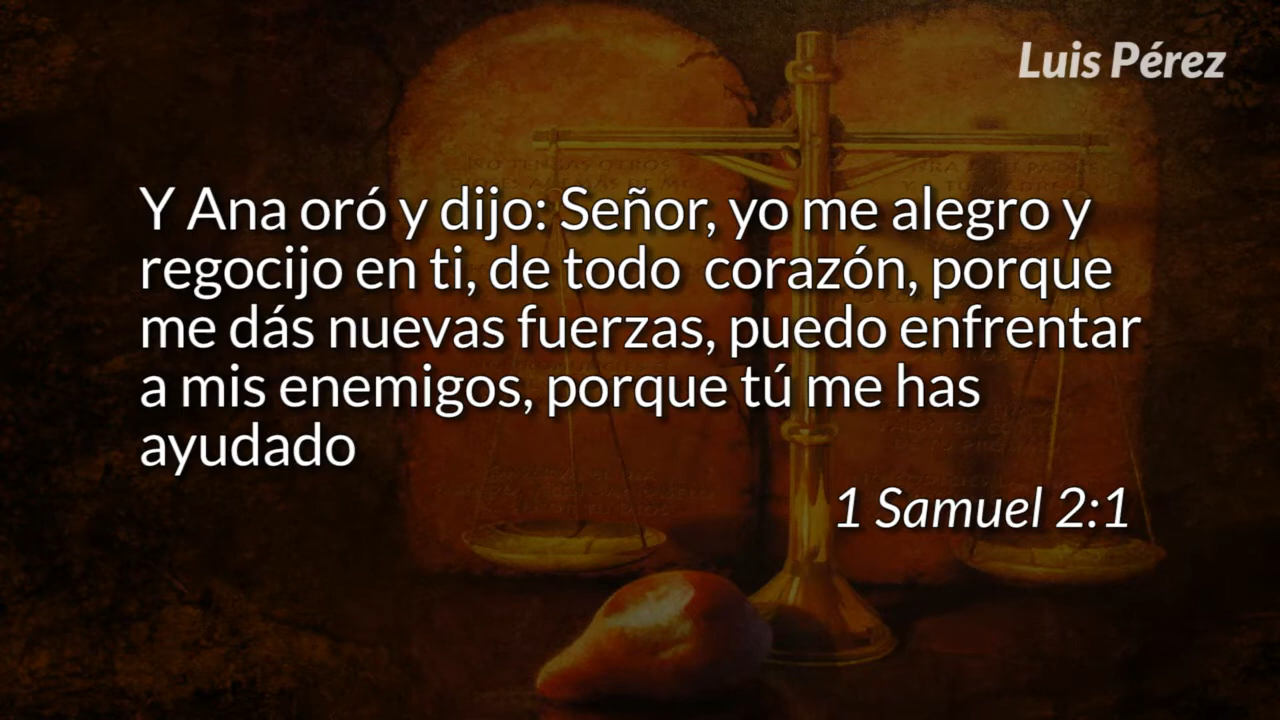 Luis Pérez
Y Ana oró y dijo: Señor, yo me alegro y
regocijo en ti, de todo  corazón, porque
me dás nuevas fuerzas, puedo enfrentar
a mis enemigos, porque tú me has
ayudado
1 Samuel 2:1